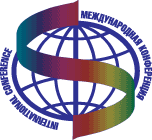 МЕЖДУНАРОДНАЯ КОНФЕРЕНЦИЯ
INTERNATIONAL CONFERENCE